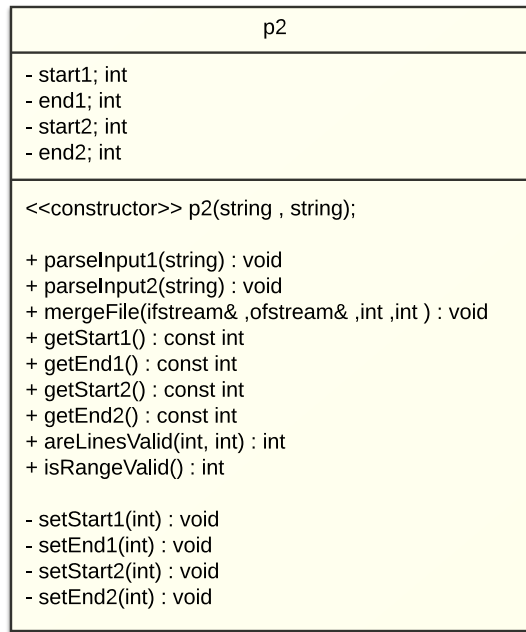 p2
- start1; int
- end1; int
- start2; int
- end2; int
<<constructor>> p2(string , string);
+ parseInput1(string) : void
+ parseInput2(string) : void
+ mergeFile(ifstream& ,ofstream& ,int ,int ) : void
+ getStart1() : const int
+ getEnd1() : const int
+ getStart2() : const int
+ getEnd2() : const int
+ areLinesValid(int, int) : int
+ isRangeValid() : int
- setStart1(int) : void
- setEnd1(int) : void
- setStart2(int) : void
- setEnd2(int) : void